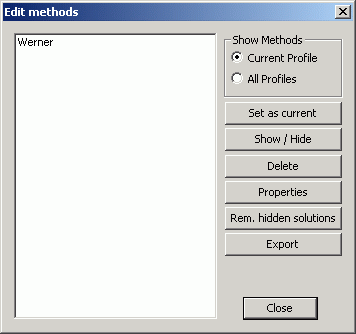 Edit methods
Werner
Show Methods
Current Profile
All Profiles
Set as current
Show / Hide
Delete
Properties
Rem. hidden solutions
Export
Close